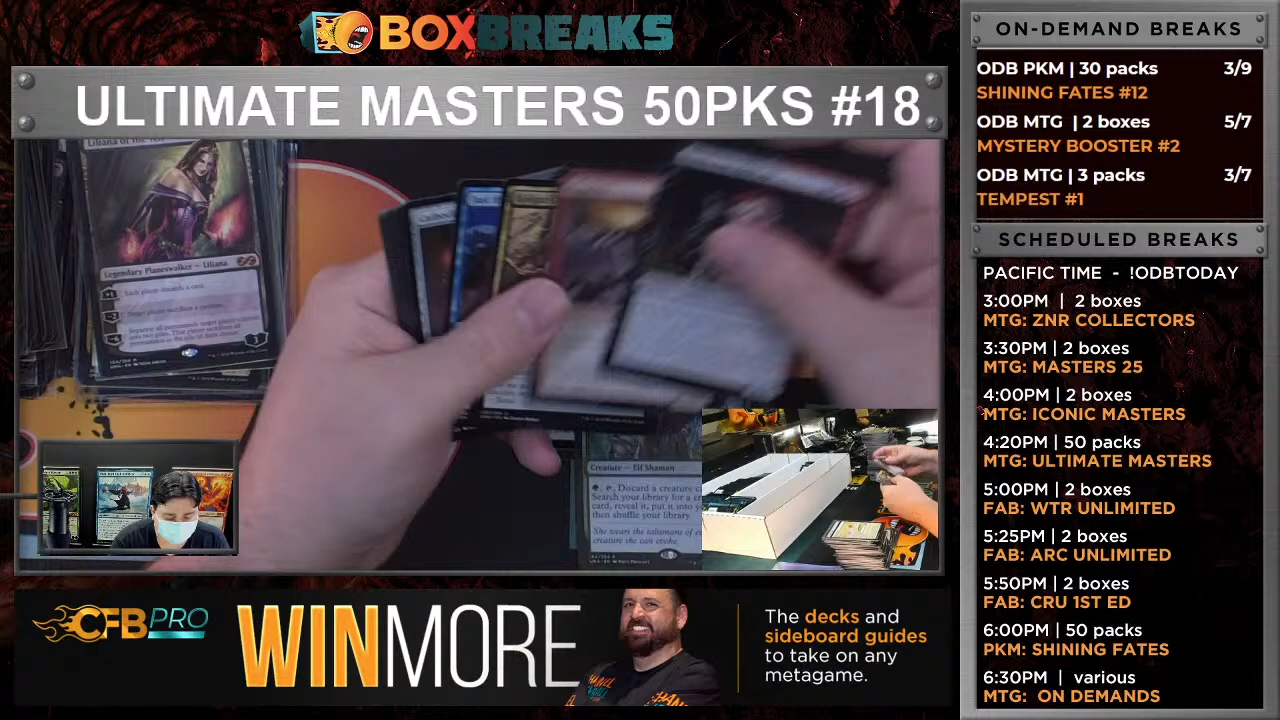 BOXBREAKS
ULTIMATE MASTERS 50PKS #18
Legendary Planeswalker — Liliana
Each player discards a card.
Creature — Elf Shaman
CFBPRO
WINMORE
The decks and
sideboard guides
to take on any
metagame.
ON-DEMAND BREAKS
ODB PKM | 30 packs 3/9
SHINING FATES #12
ODB MTG | 2 boxes 5/7
MYSTERY BOOSTER #2
ODB MTG | 3 packs 3/7
TEMPEST #1
SCHEDULED BREAKS
PACIFIC TIME - !ODBTODAY
3:00PM | 2 boxes
MTG: ZNR COLLECTORS
3:30PM | 2 boxes
MTG: MASTERS 25
4:00PM | 2 boxes
MTG: ICONIC MASTERS
4:20PM | 50 packs
MTG: ULTIMATE MASTERS
5:00PM | 2 boxes
FAB: WTR UNLIMITED
5:25PM | 2 boxes
FAB: ARC UNLIMITED
5:50PM | 2 boxes
FAB: CRU 1ST ED
6:00PM | 50 packs
PKM: SHINING FATES
6:30PM | various
MTG: ON DEMANDS